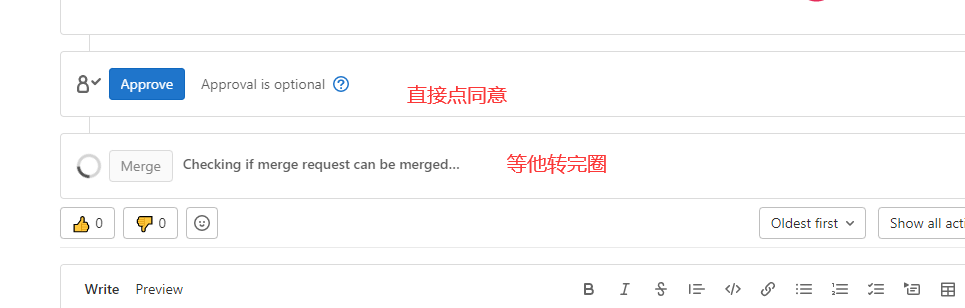 Approve Approval is optional
直接点同意
Merge Checking if merge request can be merged...
等他转完圈
0 0 Oldest first Show all acti
Write Preview